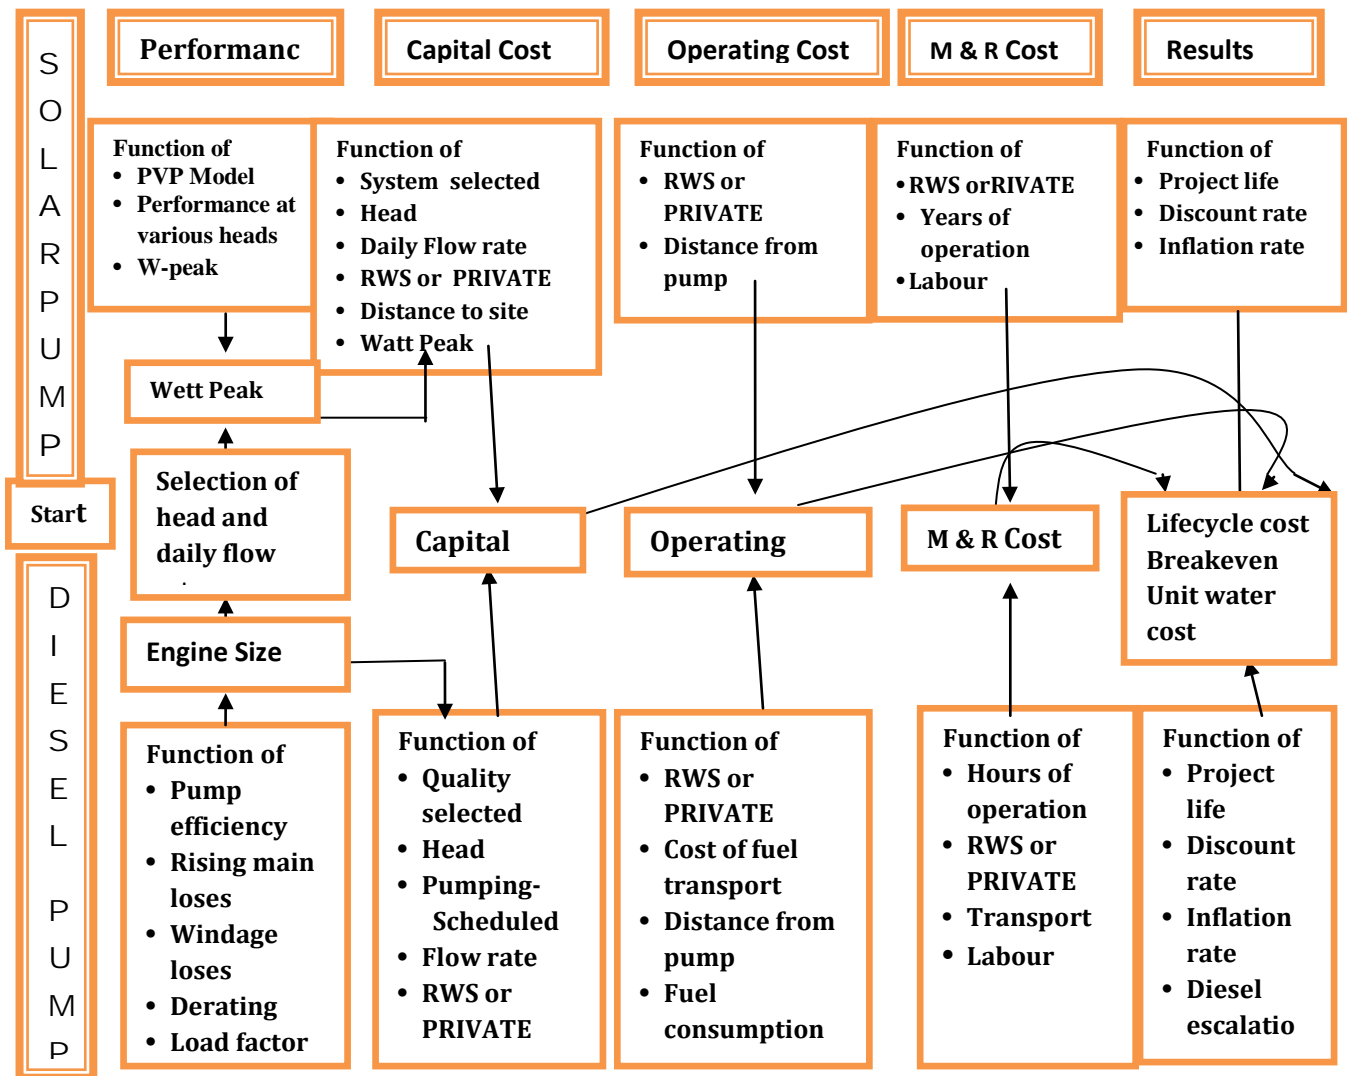 SOLAR PUMP
Performanc
Capital Cost
Operating Cost
M & R Cost
Results
Function of
• PVP Model
• Performance at
various heads
• W-peak
Function of
• System selected
• Head
• Daily Flow rate
• RWS or PRIVATE
• Distance to site
• Watt Peak
Function of
• RWS or
PRIVATE
• Distance from
pump
Function of
•RWS orRIVATE
• Years of
operation
•Labour
Function of
• Project life
• Discount rate
• Inflation rate
Wett Peak
Start
Selection of
head and
daily flow
Capital
Operating
M & R Cost
Lifecycle cost
Breakeven
Unit water
cost
DIESEL PUMP
Engine Size
Function of
• Pump
efficiency
• Rising main
loses
• Windage
loses
• Derating
• Load factor
Function of
• Quality
selected
• Head
• Pumping-
Scheduled
• Flow rate
• RWS or
PRIVATE
Function of
• RWS or
PRIVATE
• Cost of fuel
transport
• Distance from
pump
• Fuel
consumption
Function of
• Hours of
operation
• RWS or
PRIVATE
• Transport
• Labour
Function of
• Project
life
• Discount
rate
• Inflation
rate
• Diesel
escalatio